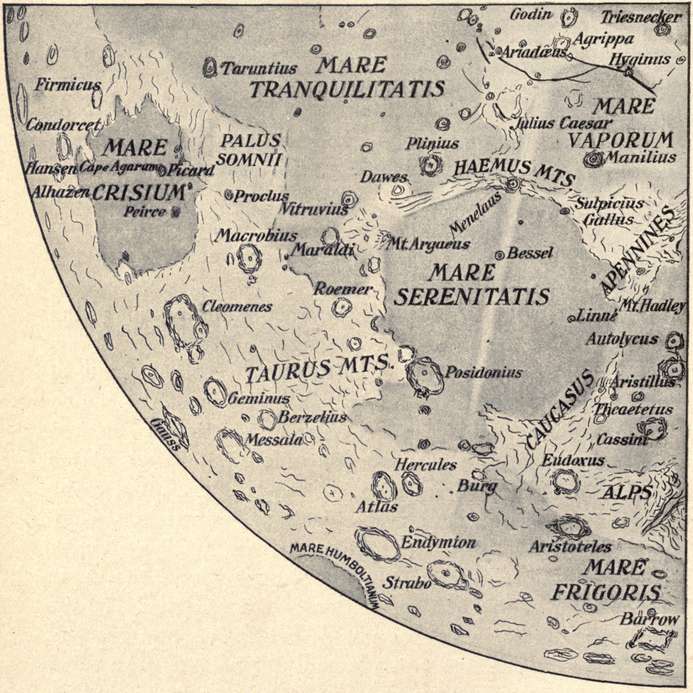 Godin
Triesnecker
Agrippa
Ariadæus
Hyginus
Taruntius
MARE
TRANQUILITATIS
Pirmicus
MARE
VAPORUM
Julius Caesar
Condorcet
MARE
CRISIUM
PALUS
SOMNII
Plinius
Manilius
HAEMUS MTS.
Hansen
Cape Agarum
Picard
Dawes
Alhazen
Proclus
Menelaus
Sulpicius
Gallus
Peirce
Vitruvius
APENNINES
Macrobius
Maraldi
Mt. Argaeus
Bessel
MARE
SERENITATIS
Roemer
Mt. Hadley
Cleomenes
Linné
Autolycus
TAURUS MTS.
Posidonius
Aristillus
CAUCASUS
Geminus
Theaetetus
Berzelius
Gauss
Messala
Cassini
Hercules
Eudoxus
Burg
ALPS
Atlas
Endymion
Aristoteles
MARE HUMBOLTIANUM
Strabo
MARE
FRIGORIS
Barrow